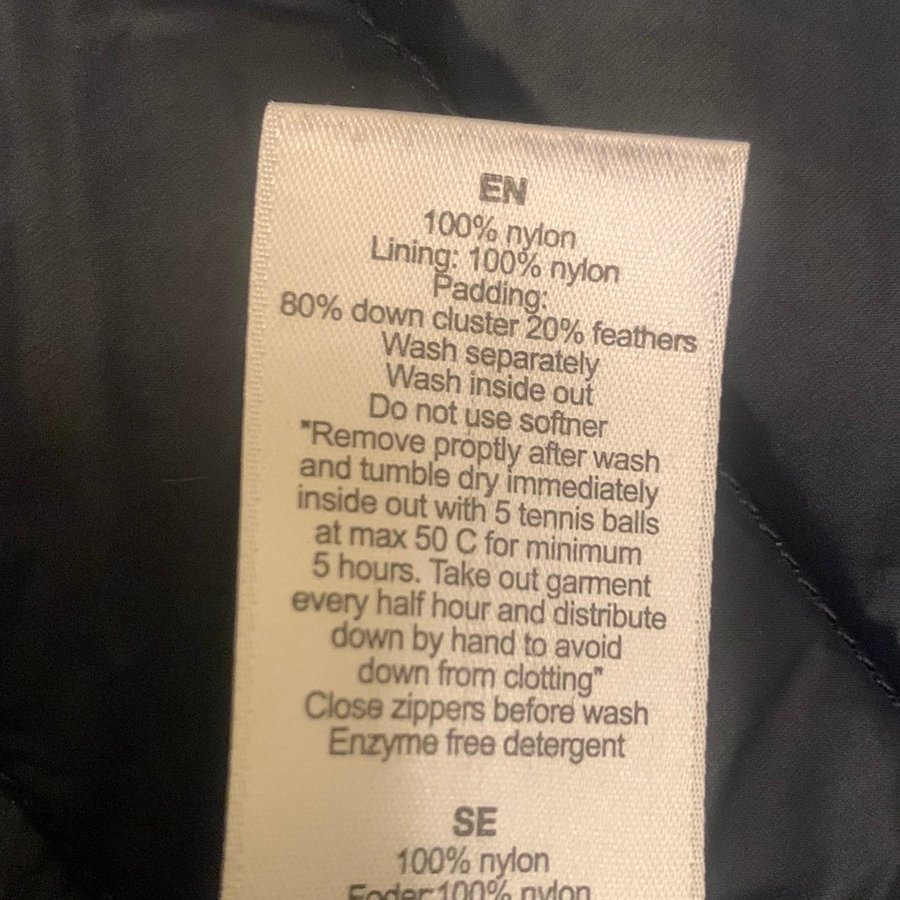 EN
100% nylon
Lining: 100% nylon
Padding:
80% down cluster 20% feathers
Wash separately
Wash inside out
Do not use softner
"Remove proptly after wash
and tumble dry immediately
inside out with 5 tennis balls
at max 50 C for minimum
5 hours. Take out garment
every half hour and distribute
down by hand to avoid
down from clotting"
Close zippers before wash
Enzyme free detergent
SE
100% nylon
Foder:100% nylon